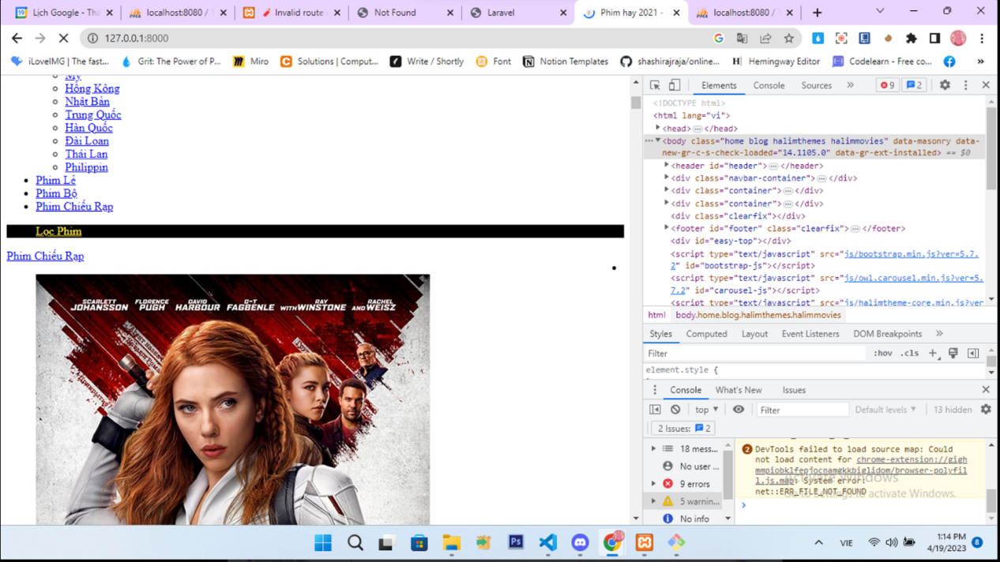 Lịch Google - Thá
localhost:8080 / 1
Invalid route
Not Found
Laravel
Phim hay 2021 -
localhost:8080 / 1
127.0.0.1:8000
iLoveIMG | The fast...
Grit: The Power of P...
Miro
Solutions | Comput...
Write / Shortly
Font
Notion Templates
shashirajraja/online...
Hemingway Editor
Codelearn - Free co...
»
Mỹ
Hồng Kông
Nhật Bản
Trung Quốc
Hàn Quốc
Đài Loan
Thái Lan
Philippin
Phim Lẻ
Phim Bộ
Phim Chiếu Rạp
Lọc Phim
Phim Chiếu Rạp
SCARLETT JOHANSSON
FLORENCE PUGH
DAVID HARBOUR
O-T FAGBENLE
WITH RAY WINSTONE
AND RACHEL WEISZ
Elements
Console
Sources
»
9
2
<!DOCTYPE html>
<html lang="vi">
<head>…</head>
<body class="home blog halimthemes halimmovies" data-masonry data-
new-gr-c-s-check-loaded="14.1105.0" data-gr-ext-installed> == $0
<header id="header">…</header>
<div class="navbar-container">…</div>
<div class="container">…</div>
<div class="container">…</div>
<div class="clearfix"></div>
<footer id="footer" class="clearfix">…</footer>
<div id="easy-top"></div>
<script type="text/javascript" src="js/bootstrap.min.js?ver=5.7.
2" id="bootstrap-js"></script>
<script type="text/javascript" src="js/owl.carousel.min.js?ver=5.
7.2" id="carousel-js"></script>
<script type="text/javascript" src="js/halimtheme-core.min.js?ver
html
body.home.blog.halimthemes.halimmovies
Styles
Computed
Layout
Event Listeners
DOM Breakpoints
»
Filter
:hov
.cls
element.style {
Console
What's New
Issues
top
Filter
Default levels
13 hidden
2 Issues:
2
18 mess...
No user ...
9 errors
5 warnin...
No info
2
DevTools failed to load source map: Could
not load content for chrome-extension://gigh
mmpiobklfepjocnamgkkbiglidom/browser-polyfil
l.js.map: System error:
net::ERR_FILE_NOT_FOUND
Activate Windows
Go to Settings to activate Windows.
Ps
VIE
1:14 PM
4/19/2023
8